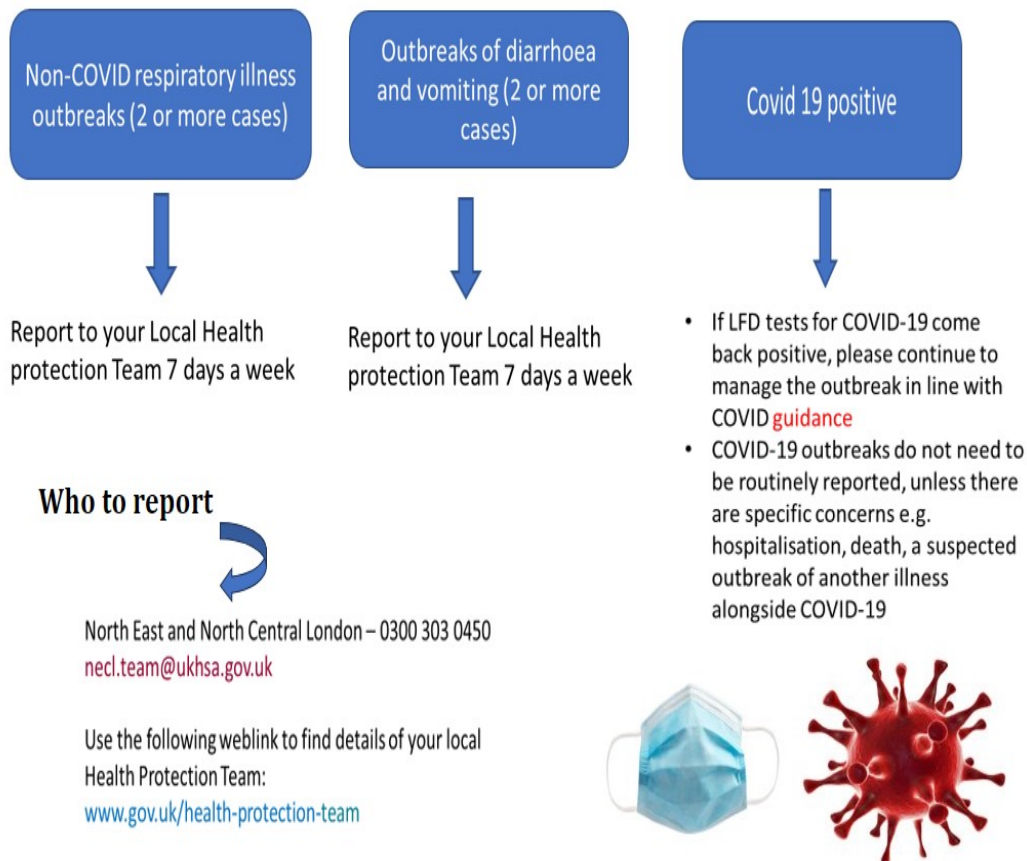 Non-COVID respiratory illness
outbreaks (2 or more cases)
Outbreaks of diarrhoea
and vomiting (2 or more
cases)
Covid 19 positive
Report to your Local Health
protection Team 7 days a week
Report to your Local Health
protection Team 7 days a week
• If LFD tests for COVID-19 come
back positive, please continue to
manage the outbreak in line with
COVID guidance
• COVID-19 outbreaks do not need to
be routinely reported, unless there
are specific concerns e.g.
hospitalisation, death, a suspected
outbreak of another illness
alongside COVID-19
Who to report
North East and North Central London – 0300 303 0450
necl.team@ukhsa.gov.uk
Use the following weblink to find details of your local
Health Protection Team:
www.gov.uk/health-protection-team